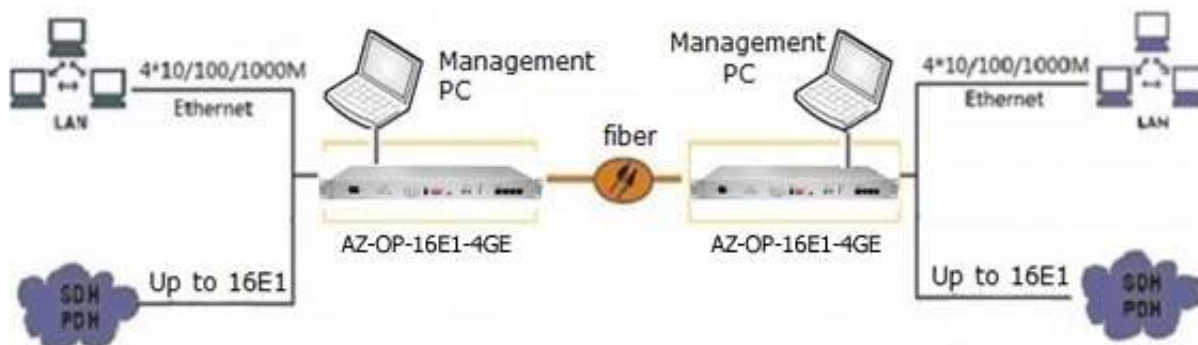 4*10/100/1000M
Ethernet
LAN
Management
PC
Management
PC
4*10/100/1000M
Ethernet
LAN
fiber
AZ-OP-16E1-4GE
AZ-OP-16E1-4GE
Up to 16E1
SDH
PDH
Up to 16E1
SDH
PDH